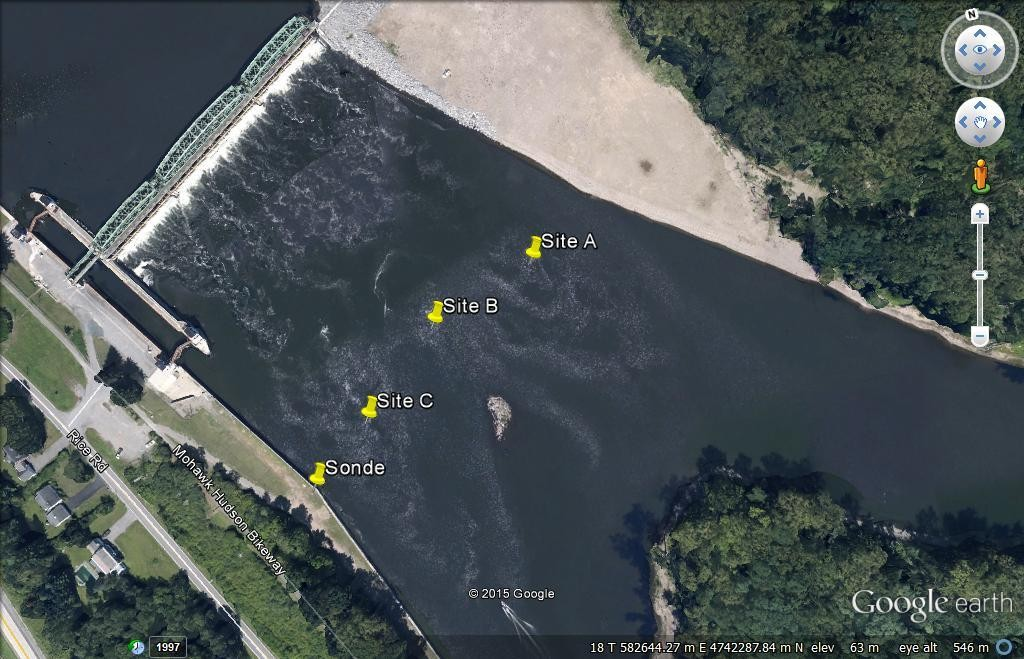 N
Site A
Site B
Site C
Sonde
Rice Rd
Mohawk Hudson Bikeway
© 2015 Google
Google earth
1997
18 T 582644.27 m E 4742287.84 m N elev 63 m eye alt 546 m